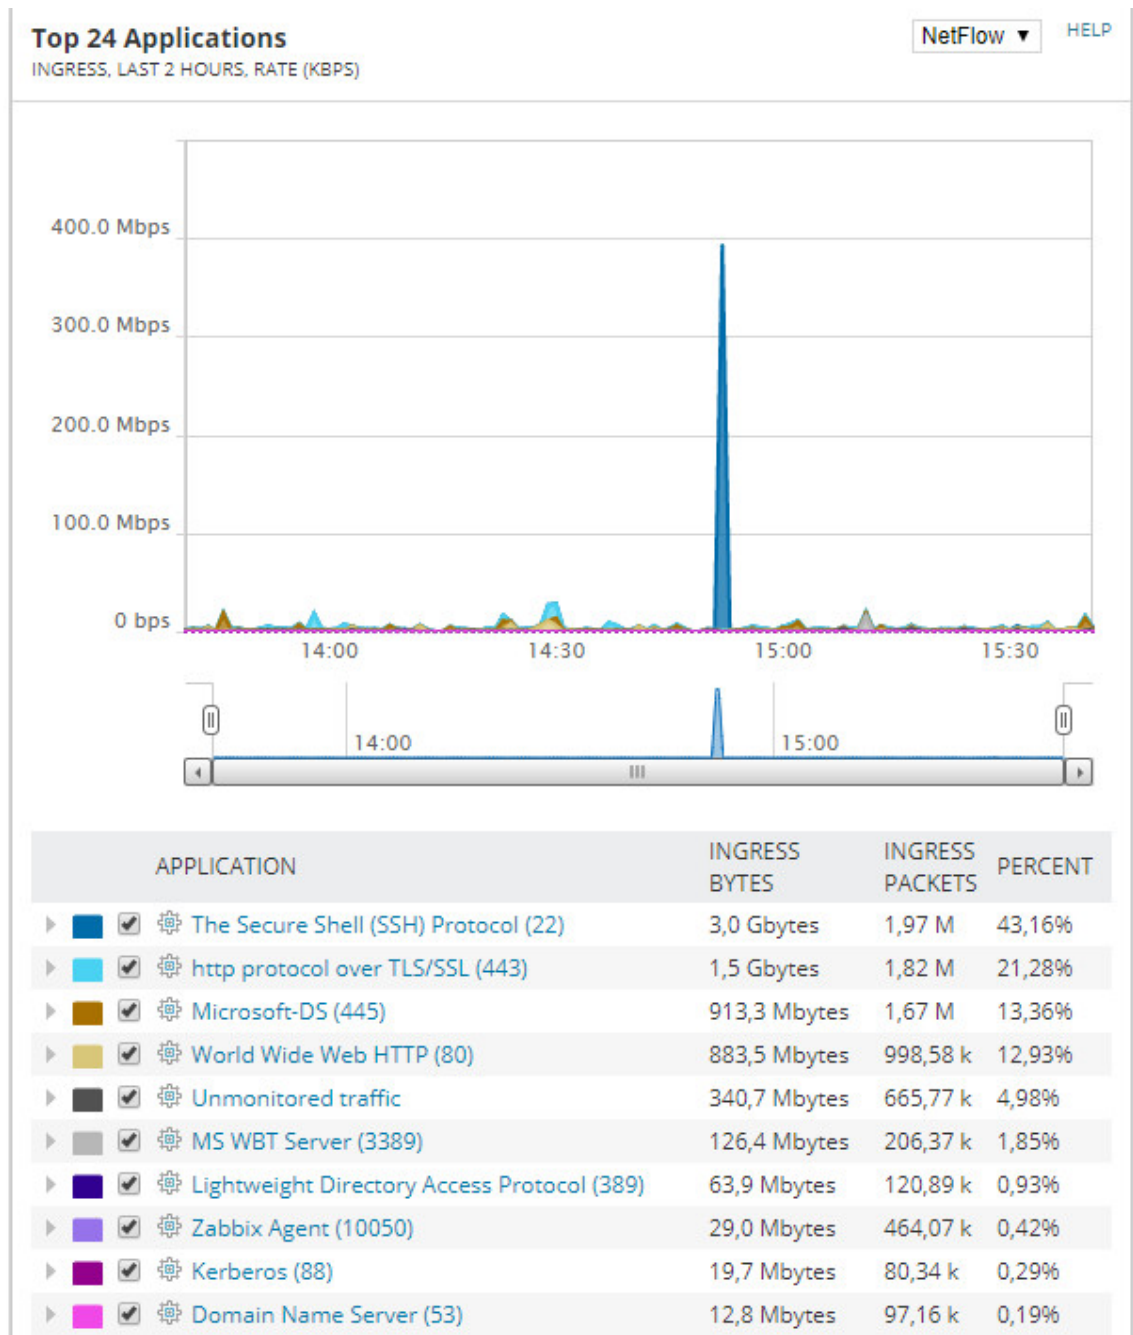 Top 24 Applications
NetFlow ▼
HELP
INGRESS, LAST 2 HOURS, RATE (KBPS)
400.0 Mbps
300.0 Mbps
200.0 Mbps
100.0 Mbps
0 bps
14:00 14:30 15:00 15:30
14:00 15:00
APPLICATION INGRESS BYTES INGRESS PACKETS PERCENT
The Secure Shell (SSH) Protocol (22) 3,0 Gbytes 1,97 M 43,16%
http protocol over TLS/SSL (443) 1,5 Gbytes 1,82 M 21,28%
Microsoft-DS (445) 913,3 Mbytes 1,67 M 13,36%
World Wide Web HTTP (80) 883,5 Mbytes 998,58 k 12,93%
Unmonitored traffic 340,7 Mbytes 665,77 k 4,98%
MS WBT Server (3389) 126,4 Mbytes 206,37 k 1,85%
Lightweight Directory Access Protocol (389) 63,9 Mbytes 120,89 k 0,93%
Zabbix Agent (10050) 29,0 Mbytes 464,07 k 0,42%
Kerberos (88) 19,7 Mbytes 80,34 k 0,29%
Domain Name Server (53) 12,8 Mbytes 97,16 k 0,19%